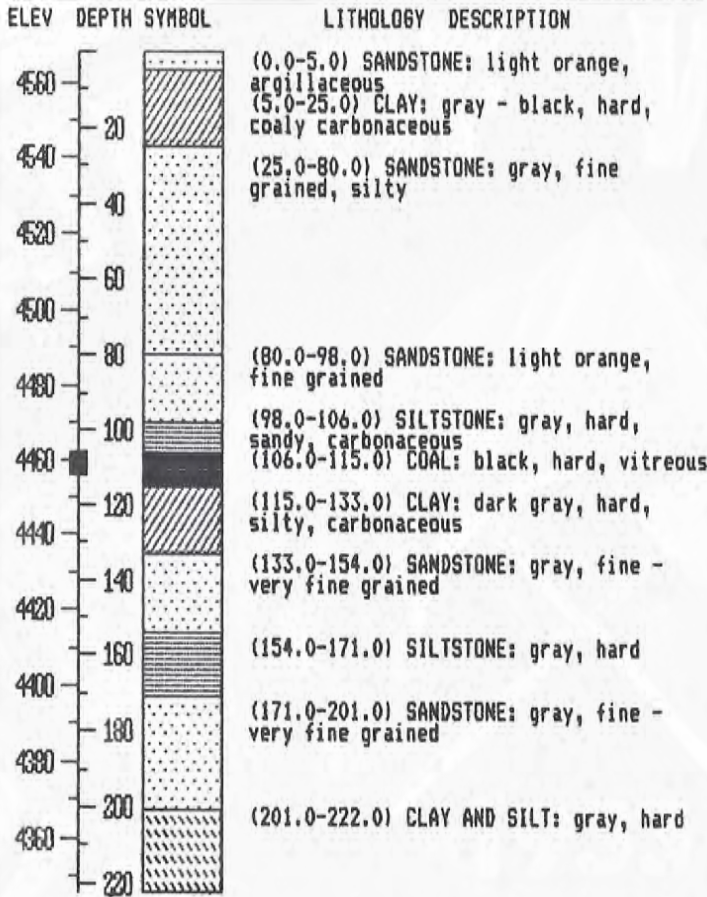 ELEV DEPTH SYMBOL LITHOLOGY DESCRIPTION
(0.0-5.0) SANDSTONE: light orange,
4560
argillaceous
(5.0-25.0) CLAY: gray - black, hard,
20
coaly carbonaceous
4540
(25.0-80.0) SANDSTONE: gray, fine
grained, silty
40
4520
60
4500
80
(80.0-98.0) SANDSTONE: light orange,
fine grained
4480
(98.0-106.0) SILTSTONE: gray, hard,
100
sandy, carbonaceous
4460
(106.0-115.0) COAL: black, hard, vitreous
120
(115.0-133.0) CLAY: dark gray, hard,
silty, carbonaceous
4440
(133.0-154.0) SANDSTONE: gray, fine -
140
very fine grained
4420
160
(154.0-171.0) SILTSTONE: gray, hard
4400
(171.0-201.0) SANDSTONE: gray, fine -
180
very fine grained
4380
200
(201.0-222.0) CLAY AND SILT: gray, hard
4360
220